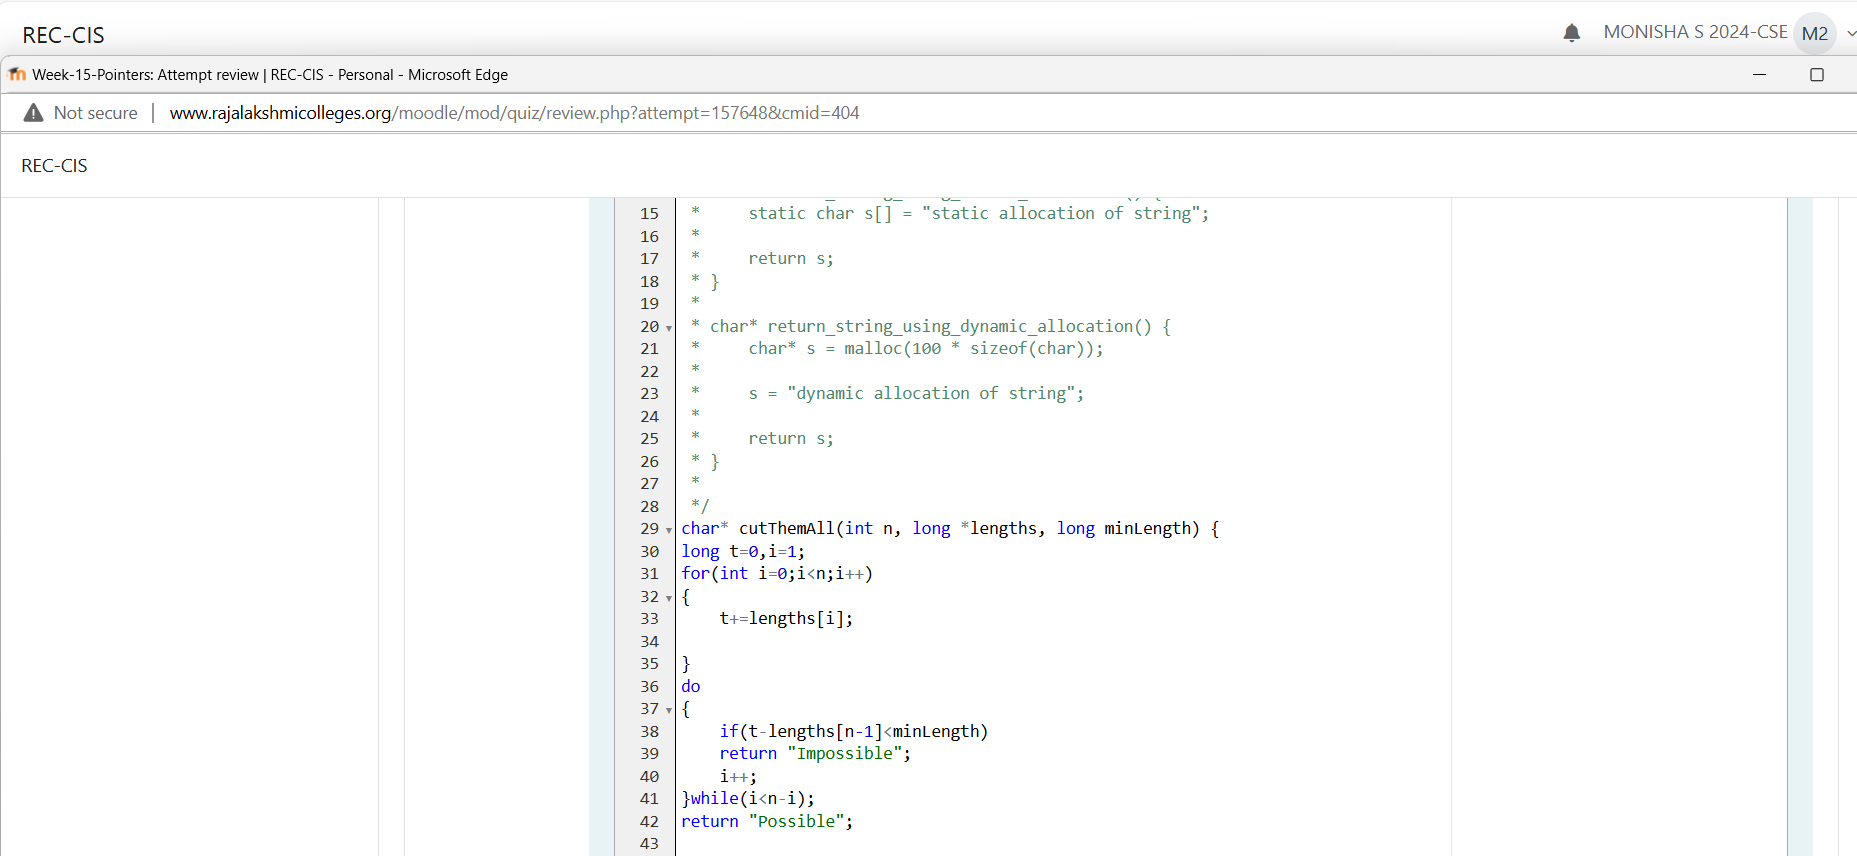 REC-CIS
MONISHA S 2024-CSE M2
Week-15-Pointers: Attempt review | REC-CIS - Personal - Microsoft Edge
Not secure | www.rajalakshmicolleges.org/moodle/mod/quiz/review.php?attempt=157648&cmid=404
REC-CIS
15 * static char s[] = "static allocation of string";
16 *
17 * return s;
18 * }
19 *
20 * char* return_string_using_dynamic_allocation() {
21 * char* s = malloc(100 * sizeof(char));
22 *
23 * s = "dynamic allocation of string";
24 *
25 * return s;
26 * }
27 *
28 */
29 char* cutThemAll(int n, long *lengths, long minLength) {
30 long t=0,i=1;
31 for(int i=0;i<n;i++)
32 {
33 t+=lengths[i];
34
35 }
36 do
37 {
38 if(t-lengths[n-1]<minLength)
39 return "Impossible";
40 i++;
41 }while(i<n-i);
42 return "Possible";
43